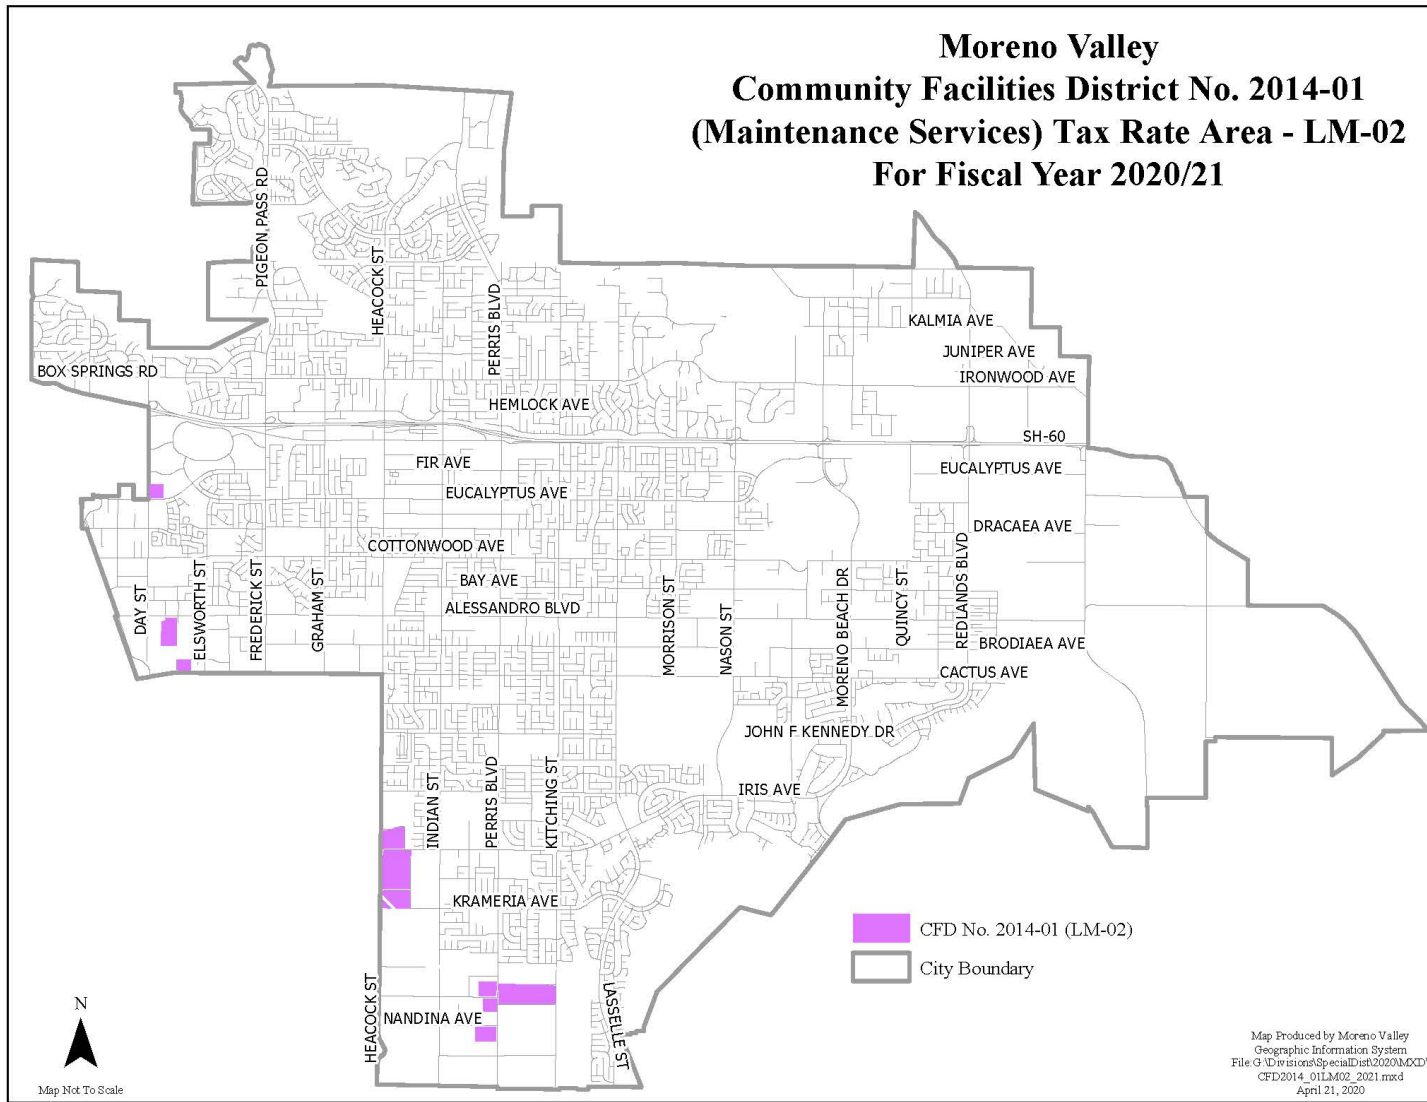 Moreno Valley
Community Facilities District No. 2014-01
(Maintenance Services) Tax Rate Area - LM-02
For Fiscal Year 2020/21
PIGEON PASS RD
HEACOCK ST
PERRIS BLVD
KALMIA AVE
JUNIPER AVE
BOX SPRINGS RD
IRONWOOD AVE
HEMLOCK AVE
SH-60
FIR AVE
EUCALYPTUS AVE
EUCALYPTUS AVE
DRACAEA AVE
COTTONWOOD AVE
BAY AVE
ALESSANDRO BLVD
DAY ST
ELSWORTH ST
FREDERICK ST
GRAHAM ST
MORRISON ST
NASON ST
MORENO BEACH DR
QUINCY ST
REDLANDS BLVD
BRODIAEA AVE
CACTUS AVE
JOHN F KENNEDY DR
IRIS AVE
INDIAN ST
PERRIS BLVD
KITCHING ST
KRAMERIA AVE
CFD No. 2014-01 (LM-02)
City Boundary
HEACOCK ST
NANDINA AVE
LASSELLE ST
N
Map Not To Scale
Map Produced by Moreno Valley
Geographic Information System
File:G:\Divisions\SpecialDist\2020\MXD\
CFD2014_01LM02_2021.mxd
April 21, 2020